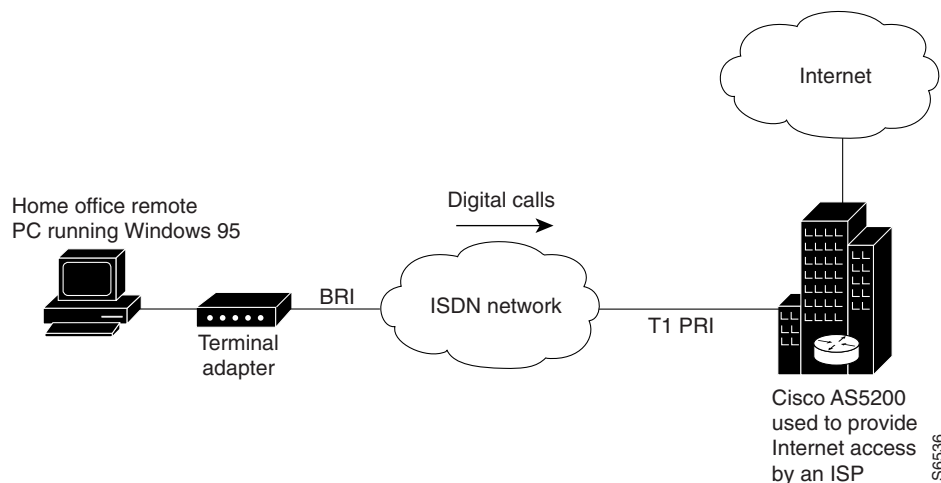 Internet
Digital calls
Home office remote
PC running Windows 95
BRI
ISDN network
T1 PRI
Terminal
adapter
Cisco AS5200
used to provide
Internet access
by an ISP
S6536